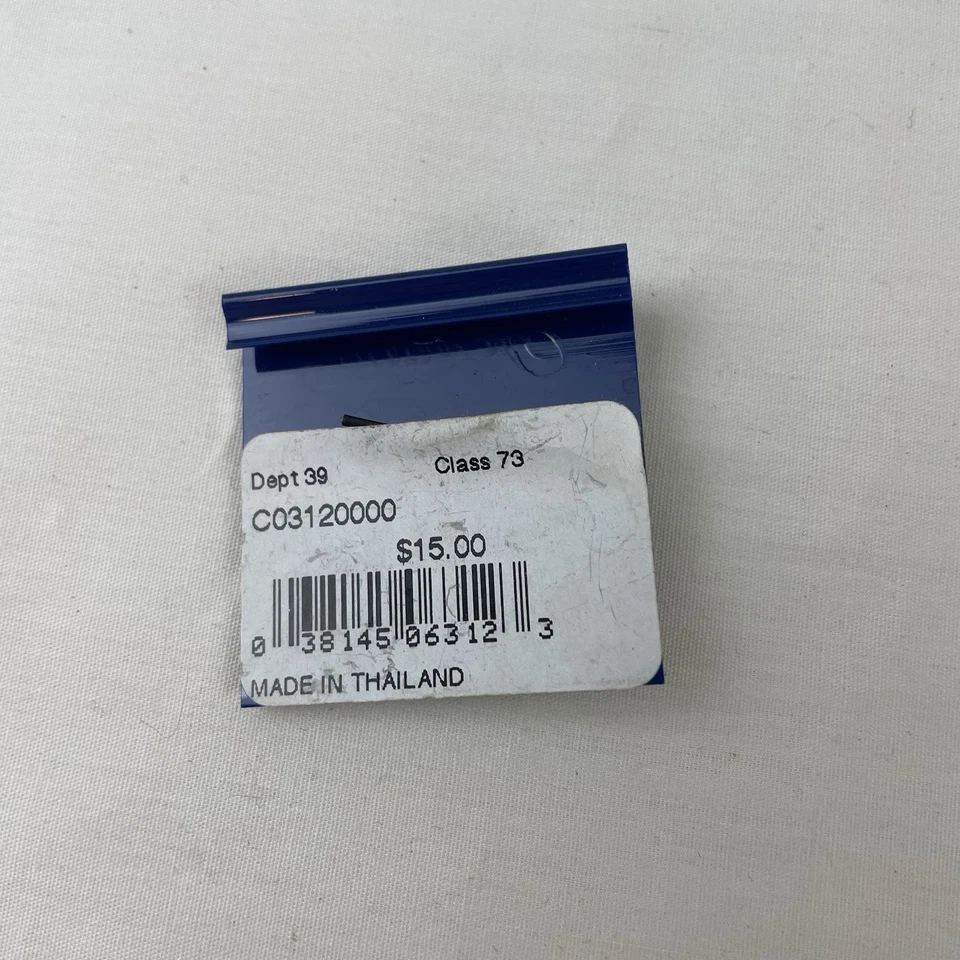 Dept 39 Class 73
C03120000
$15.00
0 38145 06312 3
MADE IN THAILAND